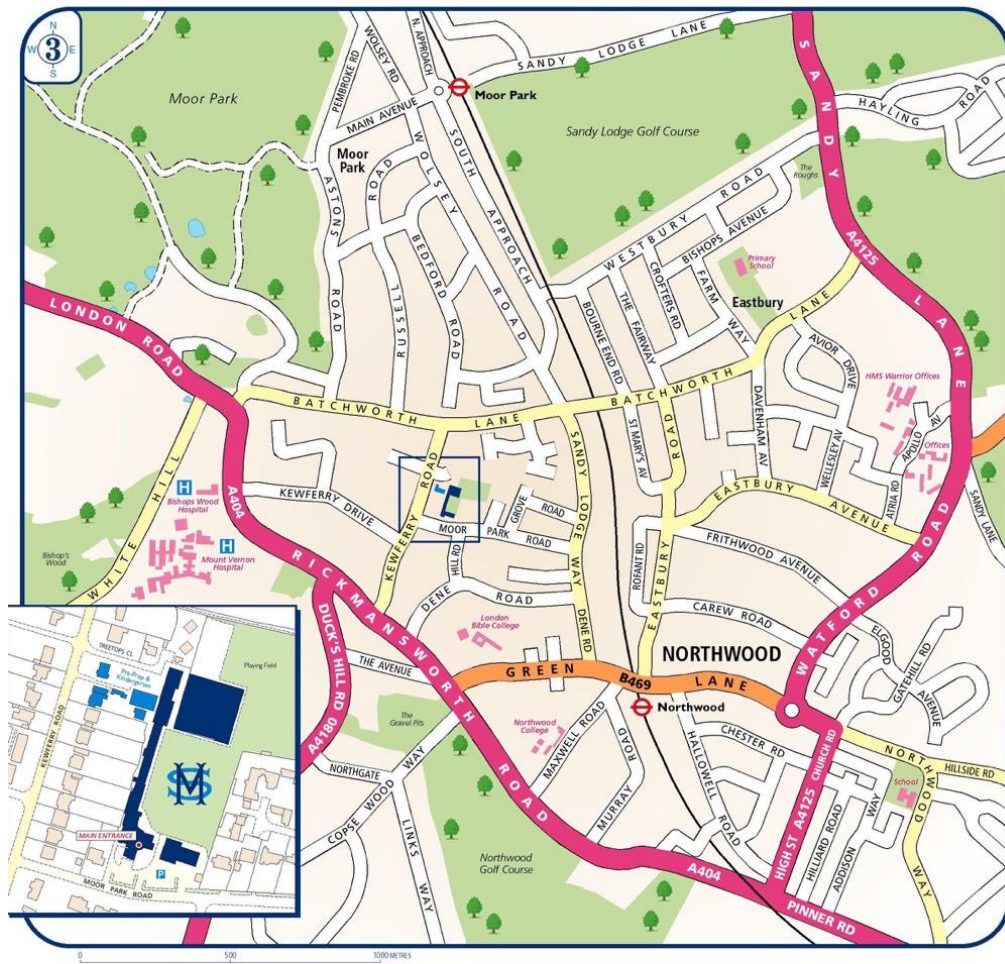 N
W 3 E
S
Moor Park
PEMBROKE RD
WOLSEY RD
N. APPROACH
SANDY LODGE LANE
Moor Park
MAIN AVENUE
Moor
Park
Sandy Lodge Golf Course
SANDY LANE
HAYLING ROAD
The
Roughs
ASTONS ROAD
RUSSELL ROAD
BEDFORD ROAD
WOLSEY ROAD
SOUTH APPROACH
WESTBURY ROAD
BISHOPS AVENUE
CROFTERS RD
FARM WAY
THE FAIRWAY
BOURNE END RD
Primary
School
Eastbury
A4125
LONDON ROAD
BATCHWORTH LANE
BATCHWORTH LANE
AVIOR DRIVE
HMS Warrior Offices
Offices
APOLLO AV
ATRIA RD
WELLESLEY AV
DAVENHAM AV
ST MARY'S AV
EASTBURY ROAD
EASTBURY AVENUE
SANDY LANE
WHITE HILL
A404
H
Bishops Wood
Hospital
H
Mount Vernon
Hospital
Bishop's
Wood
KEWFERRY DRIVE
KEWFERRY ROAD
MOOR PARK ROAD
GROVE ROAD
SANDY LODGE WAY
HILL RD
DENE ROAD
DENE RD
London
Bible College
ROFANT RD
FRITHWOOD AVENUE
CAREW ROAD
WATFORD ROAD
ELGOOD AVENUE
GATEHILL RD
RICKMANSWORTH ROAD
DUCK'S HILL RD
A4180
THE AVENUE
GREEN LANE
B469
NORTHWOOD
Northwood
The
Gravel Pits
Northwood
College
MAXWELL ROAD
MURRAY ROAD
HALLOWELL ROAD
CHESTER RD
HIGH ST A4125 CHURCH RD
HILLIARD ROAD
ADDISON WAY
School
NORTHWOOD WAY
HILLSIDE RD
NORTHGATE
COPSE WOOD WAY
LINKS WAY
Northwood
Golf Course
A404
PINNER RD
TREETOPS CL
Pre-Prep &
Kindergarten
Playing Field
KEWFERRY ROAD
MAIN ENTRANCE
P
MOOR PARK ROAD
0 500 1000 METRES